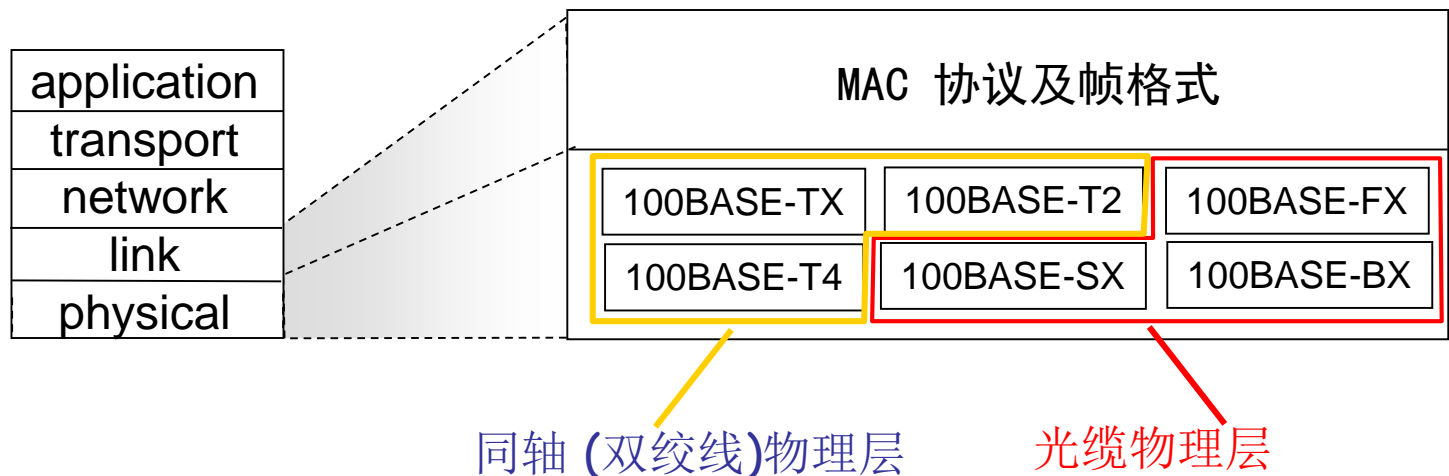 application
transport
network
link
physical
MAC 协议及帧格式
100BASE-TX
100BASE-T2
100BASE-FX
100BASE-T4
100BASE-SX
100BASE-BX
同轴 (双绞线)物理层
光缆物理层